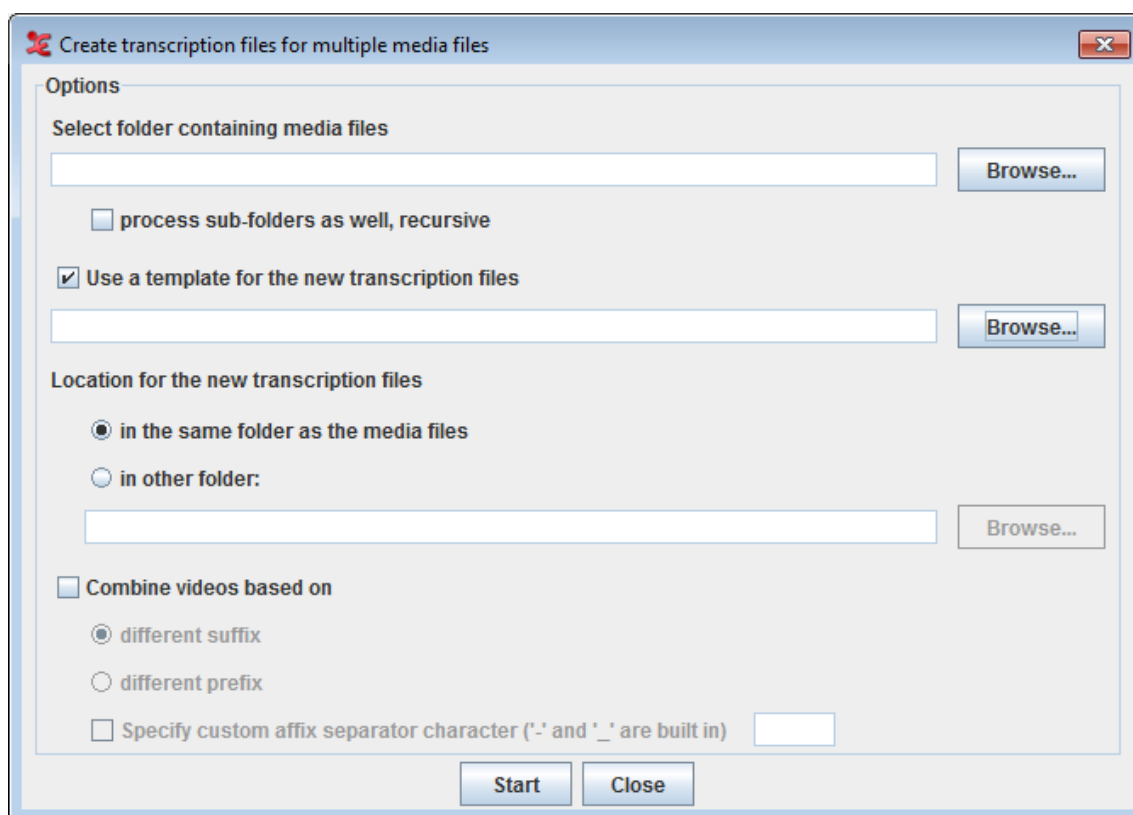 Create transcription files for multiple media files
Options
Select folder containing media files
Browse...
process sub-folders as well, recursive
Use a template for the new transcription files
Browse...
Location for the new transcription files
in the same folder as the media files
in other folder:
Browse...
Combine videos based on
different suffix
different prefix
Specify custom affix separator character ('-' and '_' are built in)
Start Close